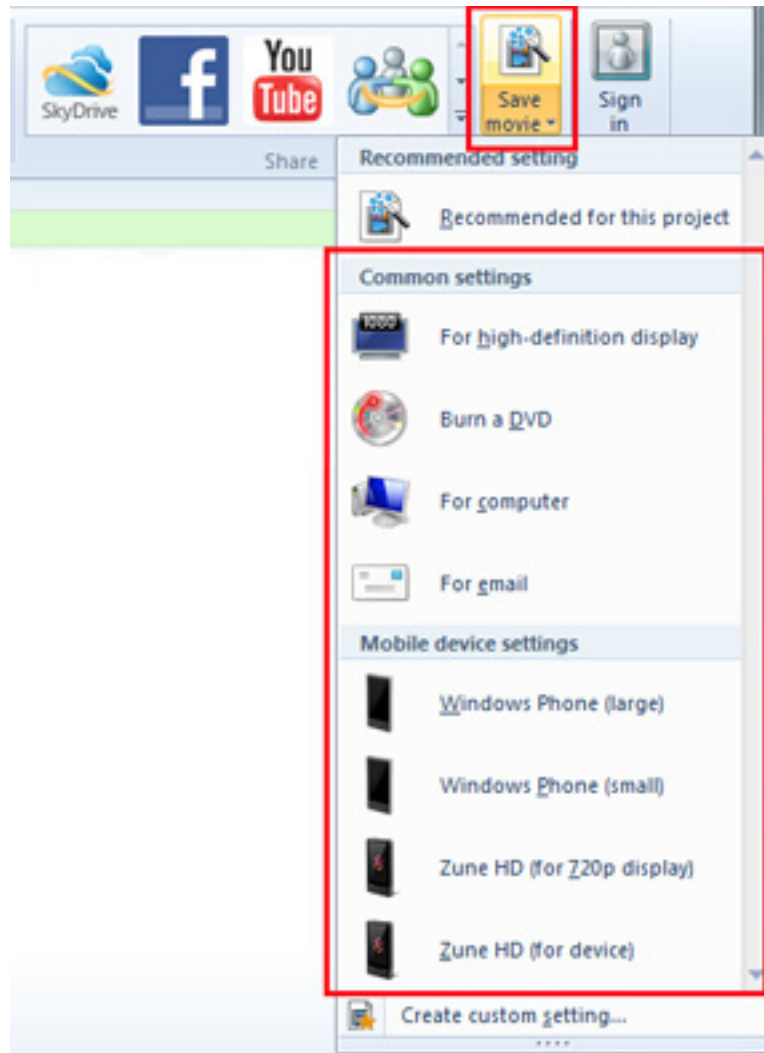 SkyDrive
f
You
Tube
Save
movie
Sign
in
Share
Recommended setting
Recommended for this project
Common settings
1080
For high-definition display
Burn a DVD
For computer
For email
Mobile device settings
Windows Phone (large)
Windows Phone (small)
Zune HD (for 720p display)
Zune HD (for device)
Create custom setting...